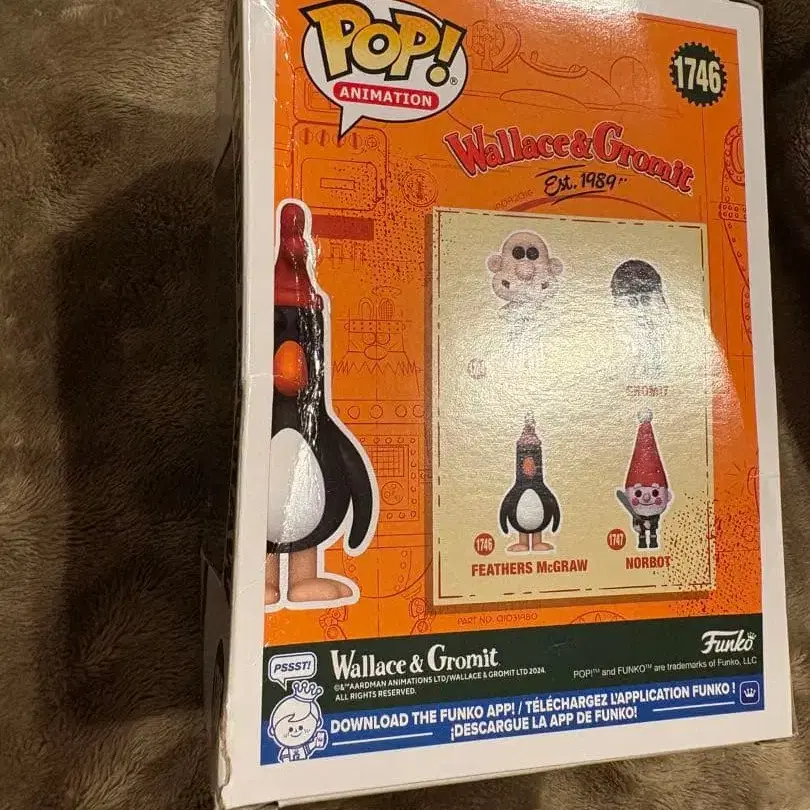 POP!
ANIMATION
1746
Wallace & Gromit
Est. 1989
GROMIT
1746
1747
FEATHERS McGRAW
NORBOT
PART NO.
PSSST!
Wallace & Gromit
©&™AARDMAN ANIMATIONS LTD/WALLACE & GROMIT LTD 2024.
ALL RIGHTS RESERVED.
Funko
POP!™ and FUNKO™ are trademarks of Funko, LLC
DOWNLOAD THE FUNKO APP! / TÉLÉCHARGEZ L'APPLICATION FUNKO !
¡DESCARGUE LA APP DE FUNKO!